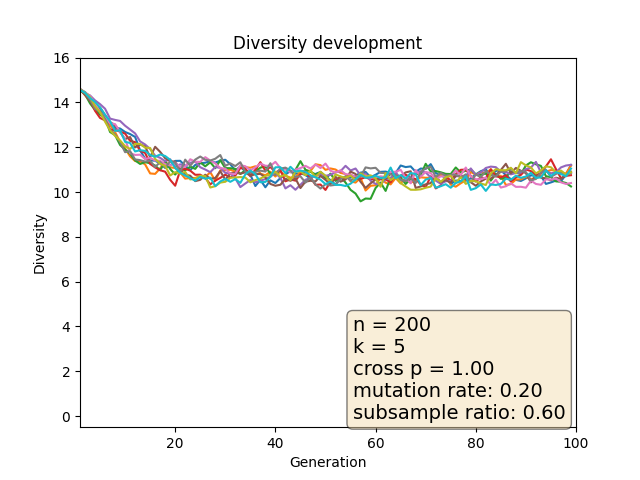 Diversity development
16
14
12
10
8
6
4
2
0
Diversity
20
40
60
80
100
Generation
n = 200
k = 5
cross p = 1.00
mutation rate: 0.20
subsample ratio: 0.60